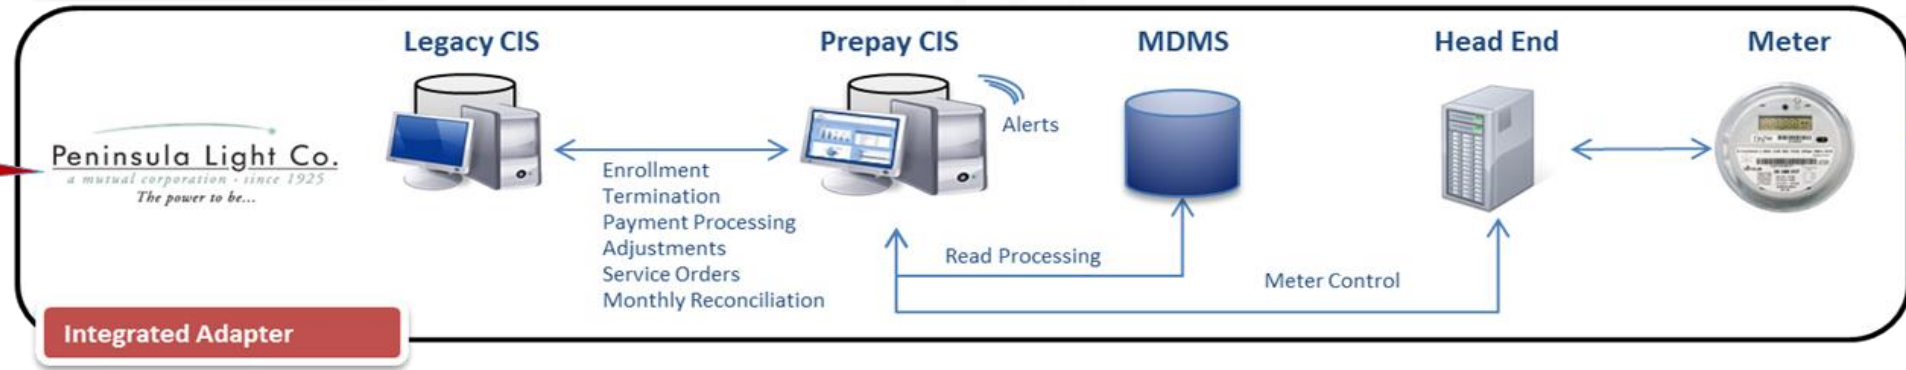 Legacy CIS
Prepay CIS
MDMS
Head End
Meter
Alerts
Peninsula Light Co.
a mutual corporation · since 1925
The power to be...
Enrollment
Termination
Payment Processing
Adjustments
Service Orders
Monthly Reconciliation
Read Processing
Meter Control
Integrated Adapter